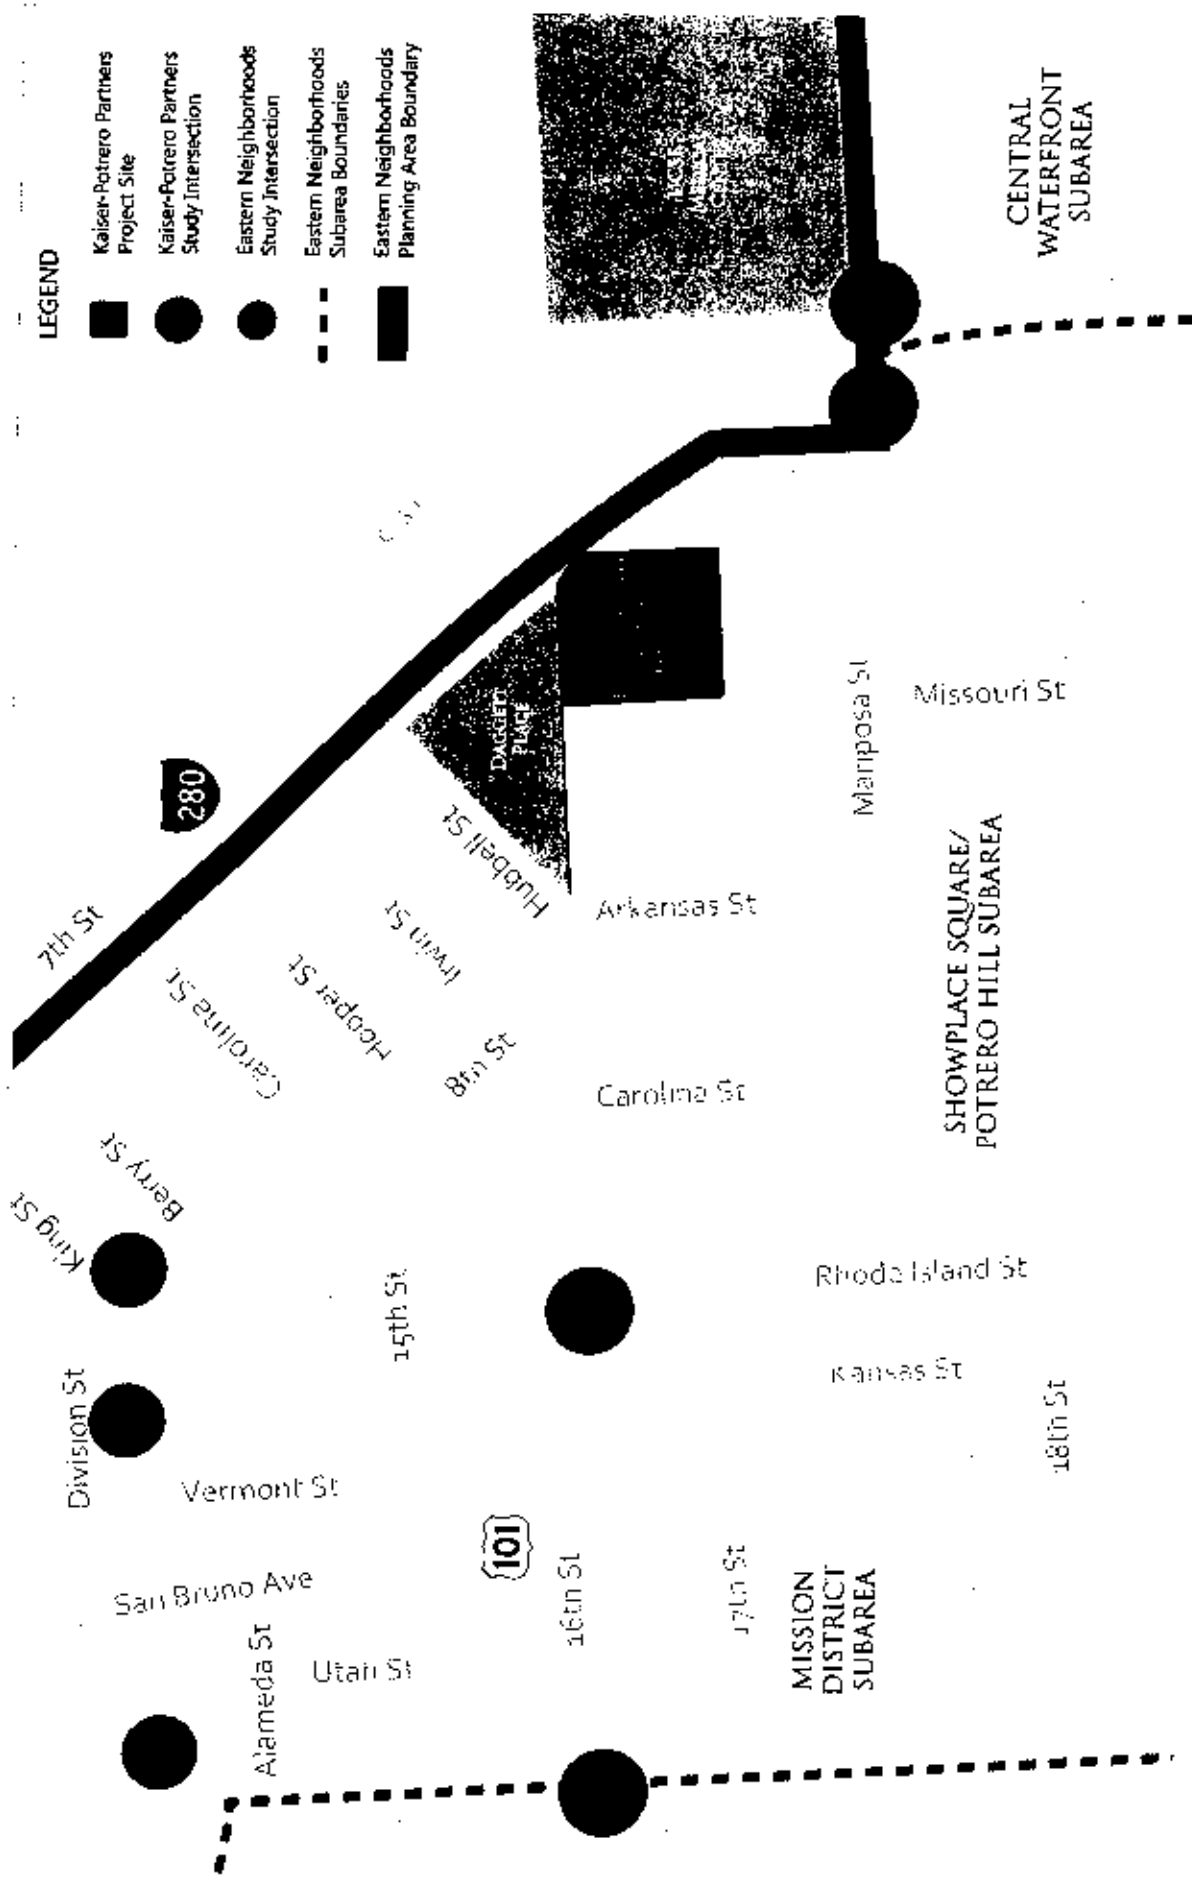 LEGEND
Kaiser-Potrero Partners
Project Site
Kaiser-Potrero Partners
Study Intersection
Eastern Neighborhoods
Study Intersection
Eastern Neighborhoods
Subarea Boundaries
Eastern Neighborhoods
Planning Area Boundary
CENTRAL
WATERFRONT
SUBAREA
280
7th St
DAGGETT
PLACE
Hubbell St
Irwin St
Hooper St
Carolina St
8th St
Arkansas St
Carolina St
Mariposa St
Missouri St
SHOWPLACE SQUARE/
POTRERO HILL SUBAREA
Berry St
King St
Division St
15th St
Rhode Island St
Kansas St
18th St
Vermont St
San Bruno Ave
Alameda St
Utah St
101
16th St
17th St
MISSION
DISTRICT
SUBAREA